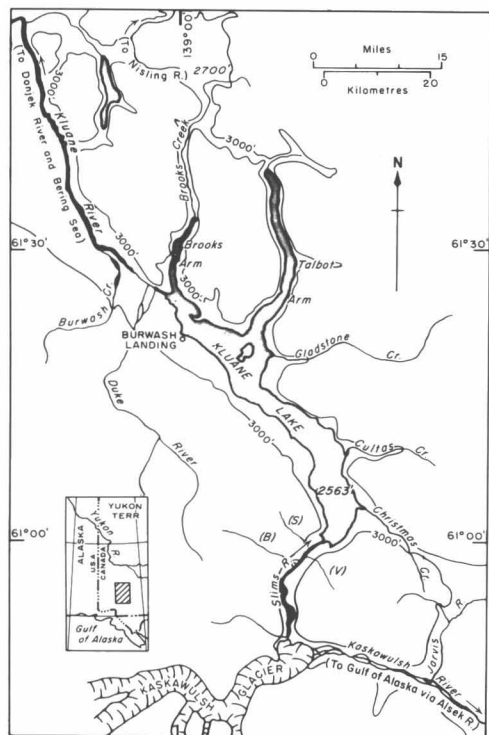 139°00'
To
Nisling R.)
2700'
Miles
0 15
0 20
Kilometres
3000'
(To Donjek River and Bering Sea)
Kluane
River
Brooks Creek
3000'
N
61°30'
3000'
Brooks
Arm
3000'
Talbot
Arm
61°30'
Burwash Cr.
BURWASH
LANDING
KLUANE
LAKE
Gladstone
Cr.
Duke
River
3000'
Cultas
Cr.
2563'
61°00'
(S)
(B)
(V)
Slims R.
Christmas
Cr.
3000'
61°00'
YUKON
TERR
ALASKA
Yukon R
U.S.A
CANADA
Gulf
of Alaska
Jarvis R.
Kaskawulsh
River
(To Gulf of Alaska via Alsek R.)
KASKAWULSH
GLACIER